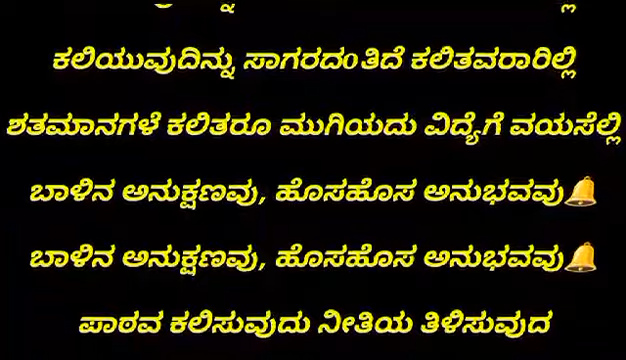 ಕಲಿಯುವುದಿನ್ನು ಸಾಗರದ0ತಿದೆ ಕಲಿತವರಾರಿಲ್ಲಿ
ಶತಮಾನಗಳೆ ಕಲಿತರೂ ಮುಗಿಯದು ವಿದ್ಯೆಗೆ ವಯಸೆಲ್ಲಿ
ಬಾಳಿನ ಅನುಕ್ಷಣವು, ಹೊಸಹೊಸ ಅನುಭವವು🔔
ಬಾಳಿನ ಅನುಕ್ಷಣವು, ಹೊಸಹೊಸ ಅನುಭವವು🔔
ಪಾಠವ ಕಲಿಸುವುದು ನೀತಿಯ ತಿಳಿಸುವುದ